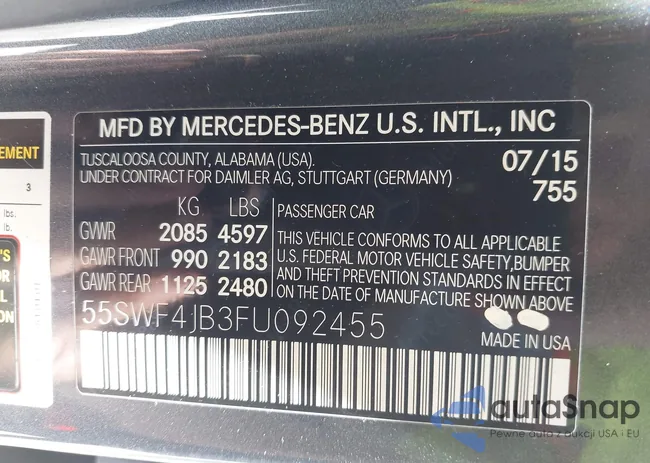 MFD BY MERCEDES-BENZ U.S. INTL., INC
TUSCALOOSA COUNTY, ALABAMA (USA). 07/15
UNDER CONTRACT FOR DAIMLER AG, STUTTGART (GERMANY) 755
KG LBS
GVWR 2085 4597
GAWR FRONT 990 2183
GAWR REAR 1125 2480
PASSENGER CAR
THIS VEHICLE CONFORMS TO ALL APPLICABLE
U.S. FEDERAL MOTOR VEHICLE SAFETY,BUMPER
AND THEFT PREVENTION STANDARDS IN EFFECT
ON THE DATE OF MANUFACTURE SHOWN ABOVE
55SWF4JB3FU092455
MADE IN USA
EMENT
3
lbs.
autoSnap
Pewne auta z aukcji USA i EU